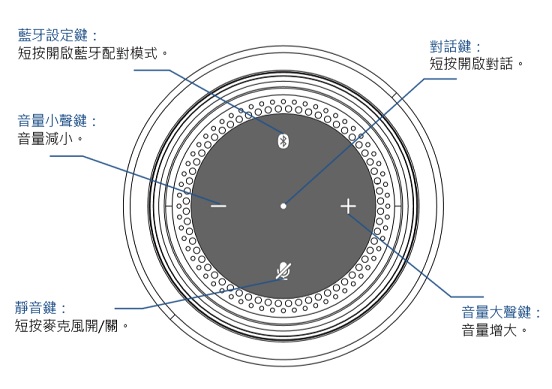 藍牙設定鍵：
短按開啟藍牙配對模式。
對話鍵：
短按開啟對話。
音量小聲鍵：
音量減小。
靜音鍵：
短按麥克風開/關。
音量大聲鍵：
音量增大。